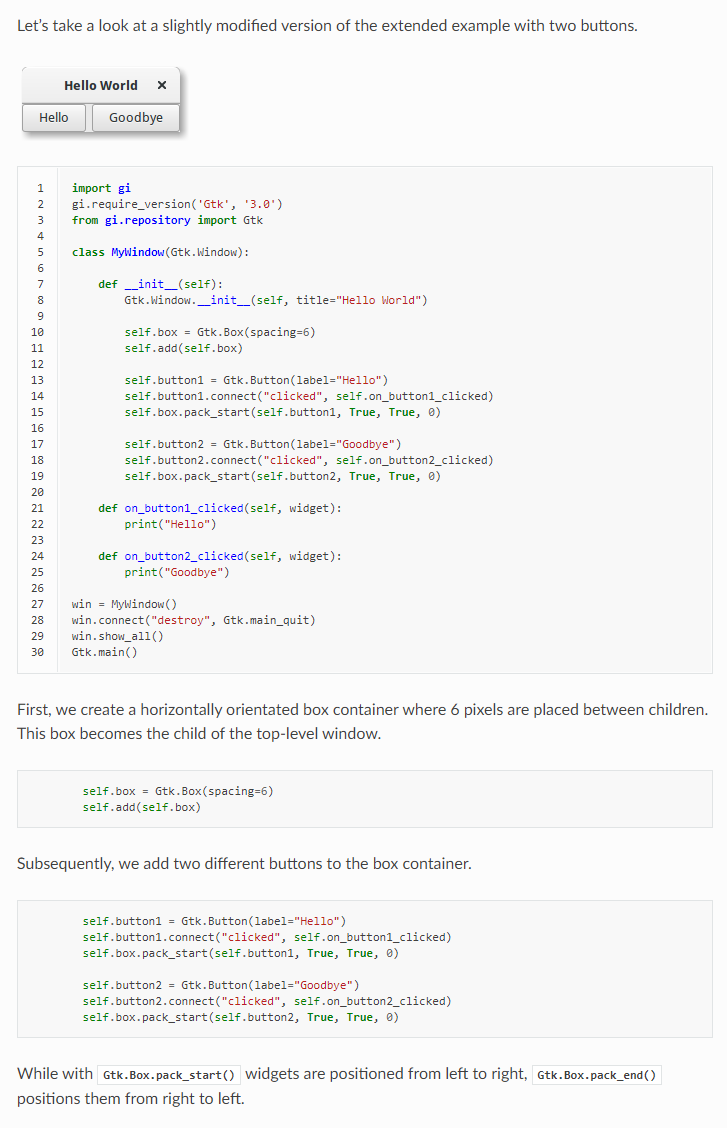 Let's take a look at a slightly modified version of the extended example with two buttons.
Hello World ×
Hello Goodbye
1 import gi
2 gi.require_version('Gtk', '3.0')
3 from gi.repository import Gtk
4
5 class MyWindow(Gtk.Window):
6
7     def __init__(self):
8         Gtk.Window.__init__(self, title="Hello World")
9
10         self.box = Gtk.Box(spacing=6)
11         self.add(self.box)
12
13         self.button1 = Gtk.Button(label="Hello")
14         self.button1.connect("clicked", self.on_button1_clicked)
15         self.box.pack_start(self.button1, True, True, 0)
16
17         self.button2 = Gtk.Button(label="Goodbye")
18         self.button2.connect("clicked", self.on_button2_clicked)
19         self.box.pack_start(self.button2, True, True, 0)
20
21     def on_button1_clicked(self, widget):
22         print("Hello")
23
24     def on_button2_clicked(self, widget):
25         print("Goodbye")
26
27 win = MyWindow()
28 win.connect("destroy", Gtk.main_quit)
29 win.show_all()
30 Gtk.main()
First, we create a horizontally orientated box container where 6 pixels are placed between children.
This box becomes the child of the top-level window.
self.box = Gtk.Box(spacing=6)
self.add(self.box)
Subsequently, we add two different buttons to the box container.
self.button1 = Gtk.Button(label="Hello")
self.button1.connect("clicked", self.on_button1_clicked)
self.box.pack_start(self.button1, True, True, 0)
self.button2 = Gtk.Button(label="Goodbye")
self.button2.connect("clicked", self.on_button2_clicked)
self.box.pack_start(self.button2, True, True, 0)
While with Gtk.Box.pack_start() widgets are positioned from left to right, Gtk.Box.pack_end()
positions them from right to left.